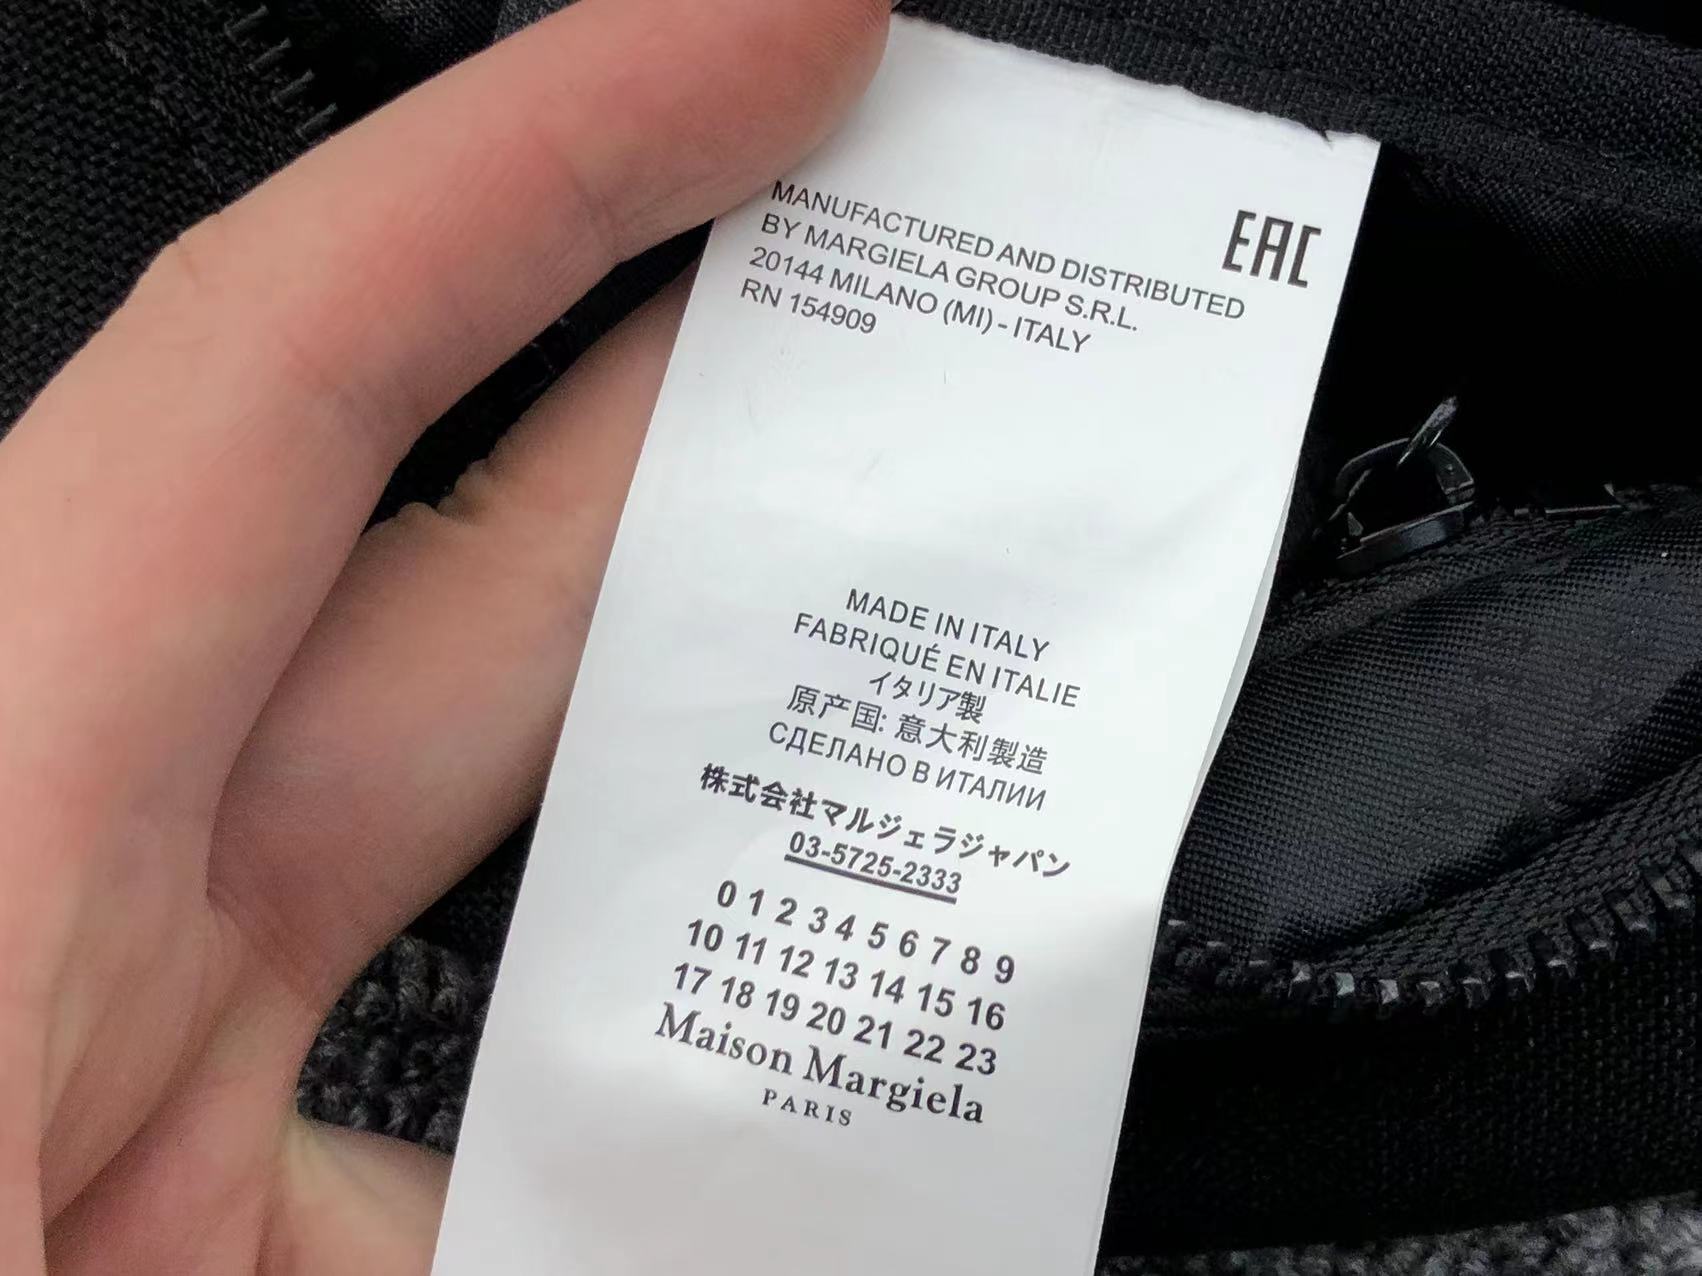 EAC
MANUFACTURED AND DISTRIBUTED
BY MARGIELA GROUP S.R.L.
20144 MILANO (MI) - ITALY
RN 154909
MADE IN ITALY
FABRIQUÉ EN ITALIE
イタリア製
原产国: 意大利製造
СДЕЛАНО В ИТАЛИИ
株式会社マルジェラジャパン
03-5725-2333
0 1 2 3 4 5 6 7 8 9
10 11 12 13 14 15 16
17 18 19 20 21 22 23
Maison Margiela
PARIS